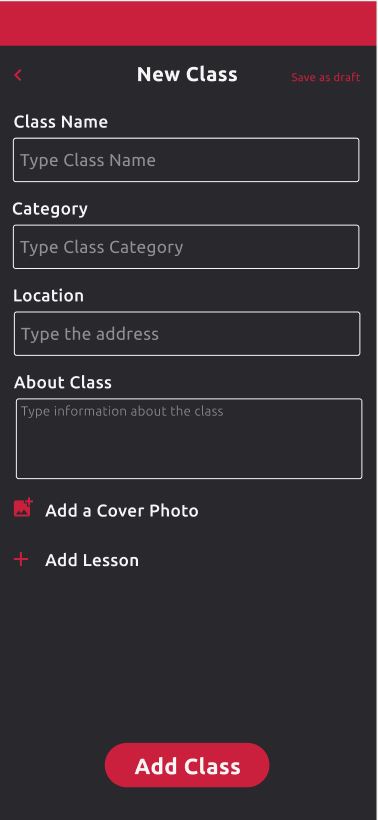 New Class
Save as draft
Class Name
Type Class Name
Category
Type Class Category
Location
Type the address
About Class
Type information about the class
Add a Cover Photo
Add Lesson
Add Class